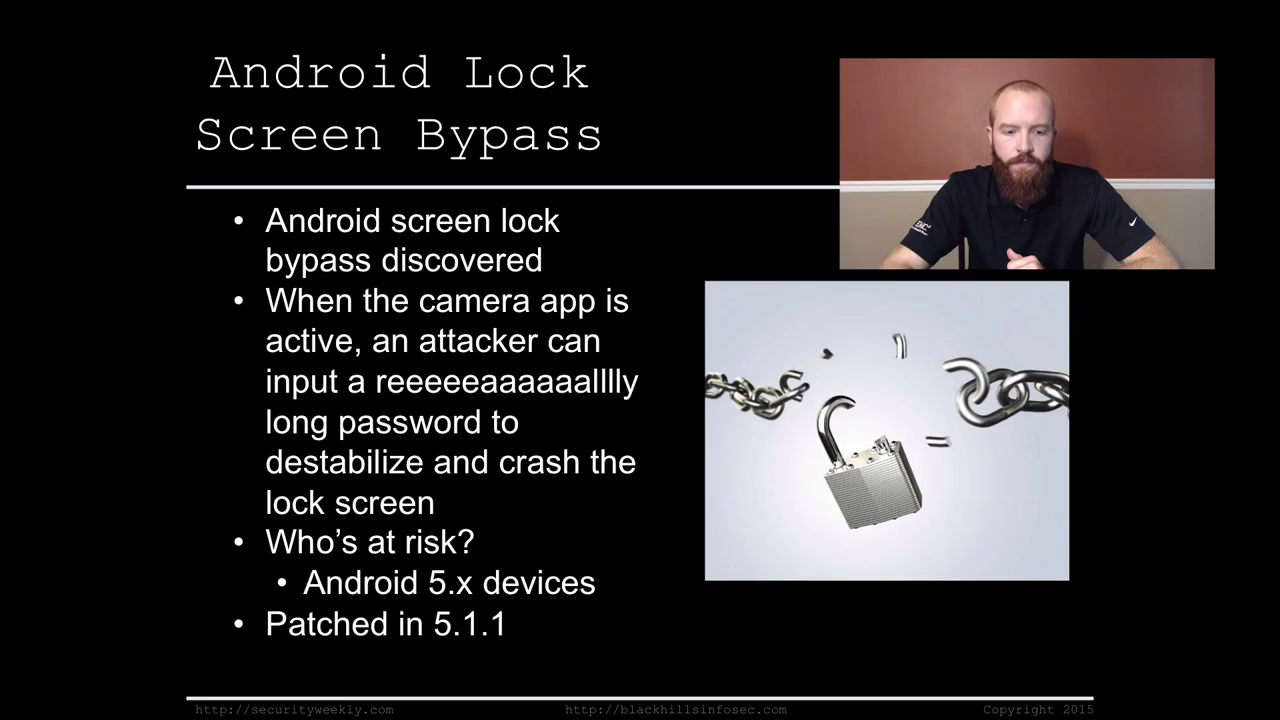 Android Lock
Screen Bypass
• Android screen lock
bypass discovered
• When the camera app is
active, an attacker can
input a reeeeeaaaaaalllly
long password to
destabilize and crash the
lock screen
• Who's at risk?
• Android 5.x devices
• Patched in 5.1.1
http://securityweekly.com
http://blackhillsinfosec.com
Copyright 2015